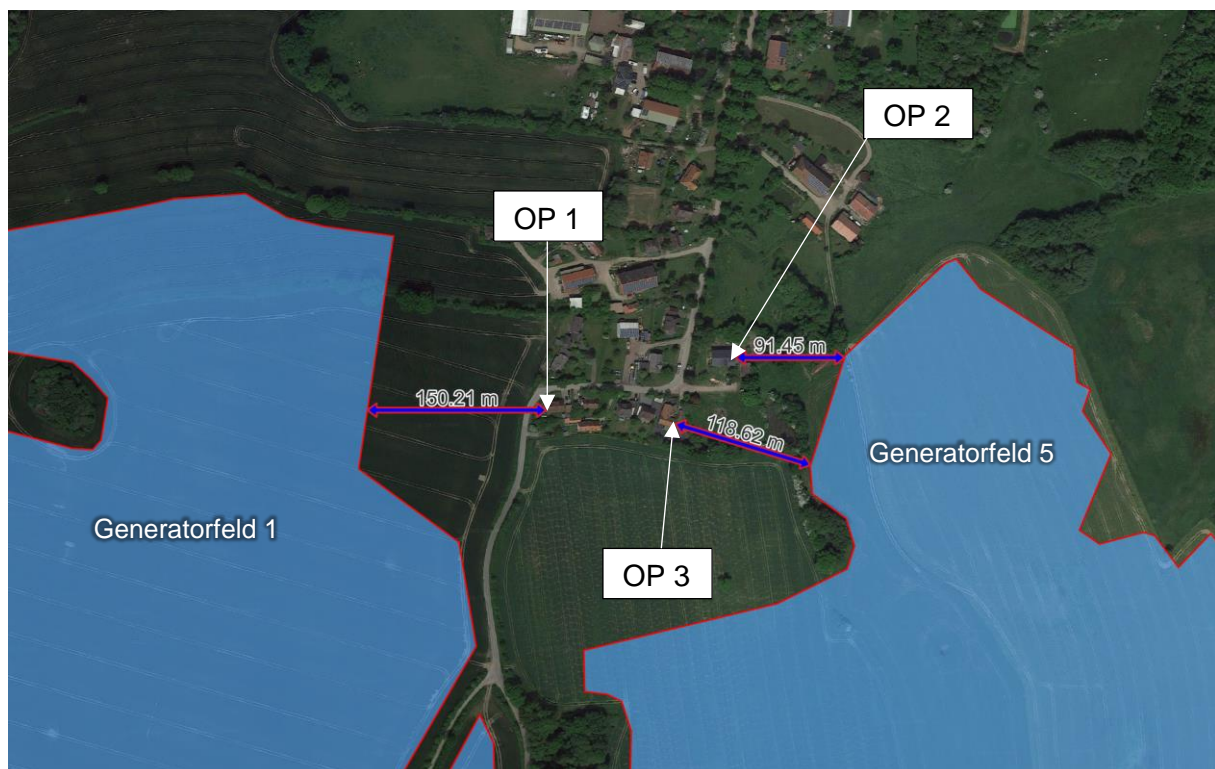 OP 2
OP 1
91.45 m
150.21 m
118.62 m
Generatorfeld 5
Generatorfeld 1
OP 3